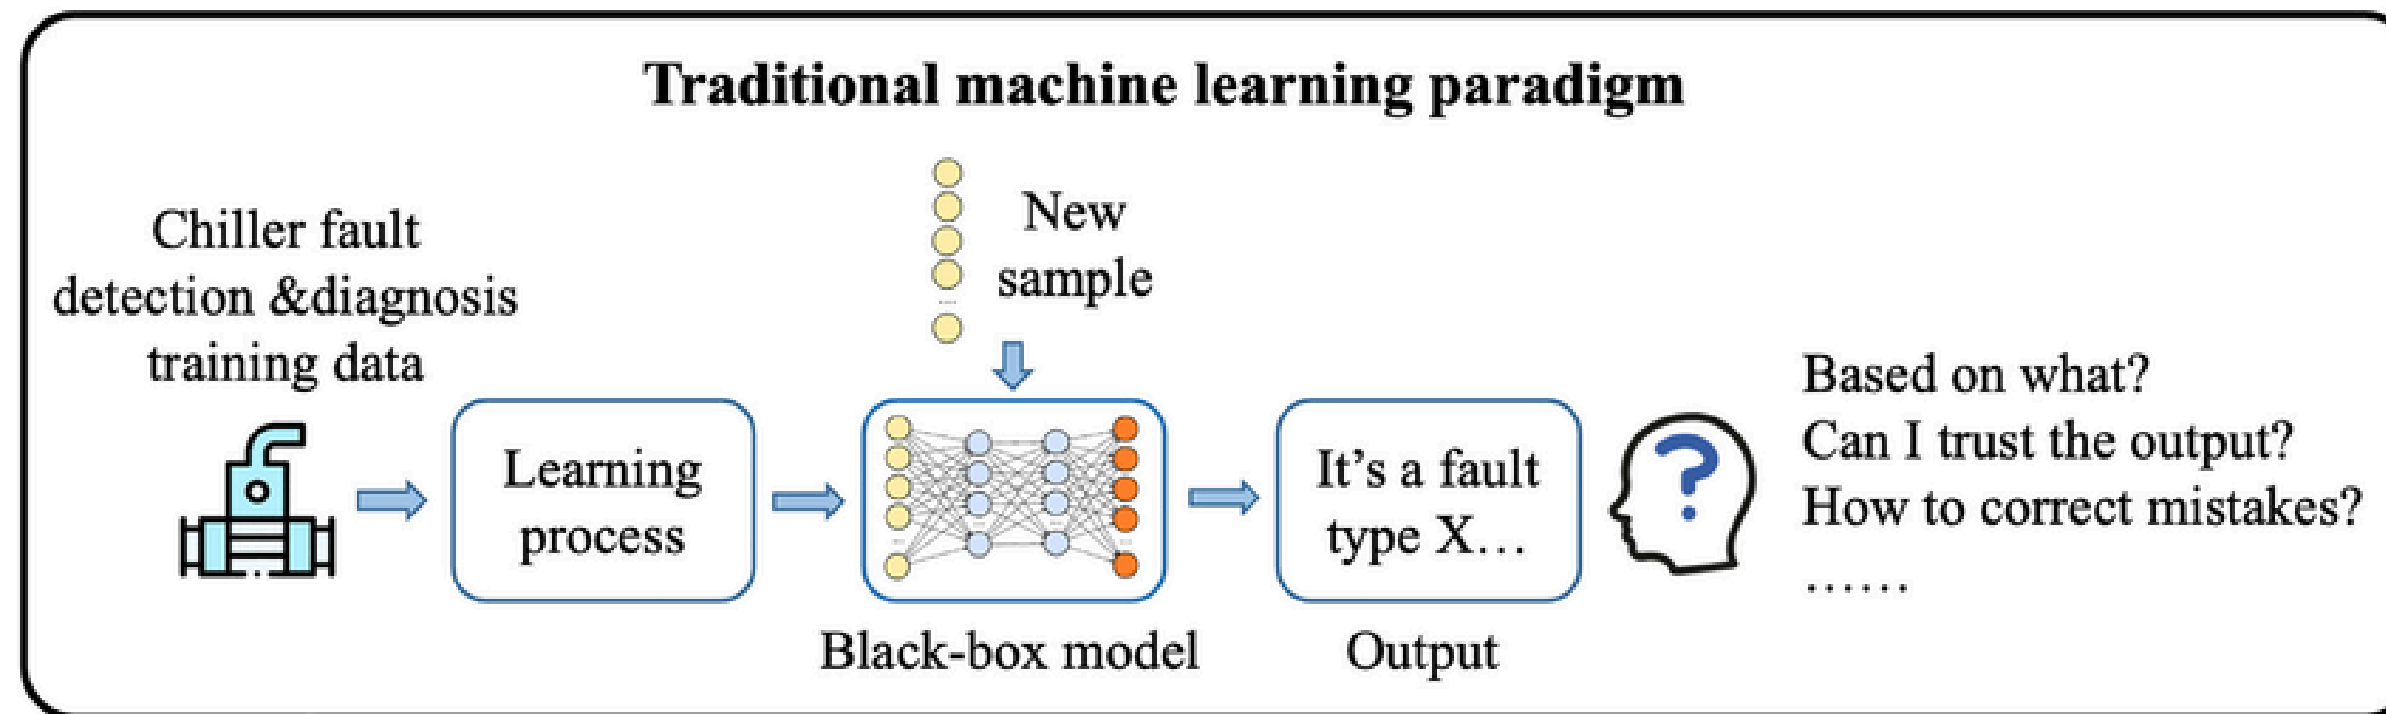 Traditional machine learning paradigm
Chiller fault
detection &diagnosis
training data
New
sample
Learning
process
Black-box model
It's a fault
type X...
Output
?
Based on what?
Can I trust the output?
How to correct mistakes?
......